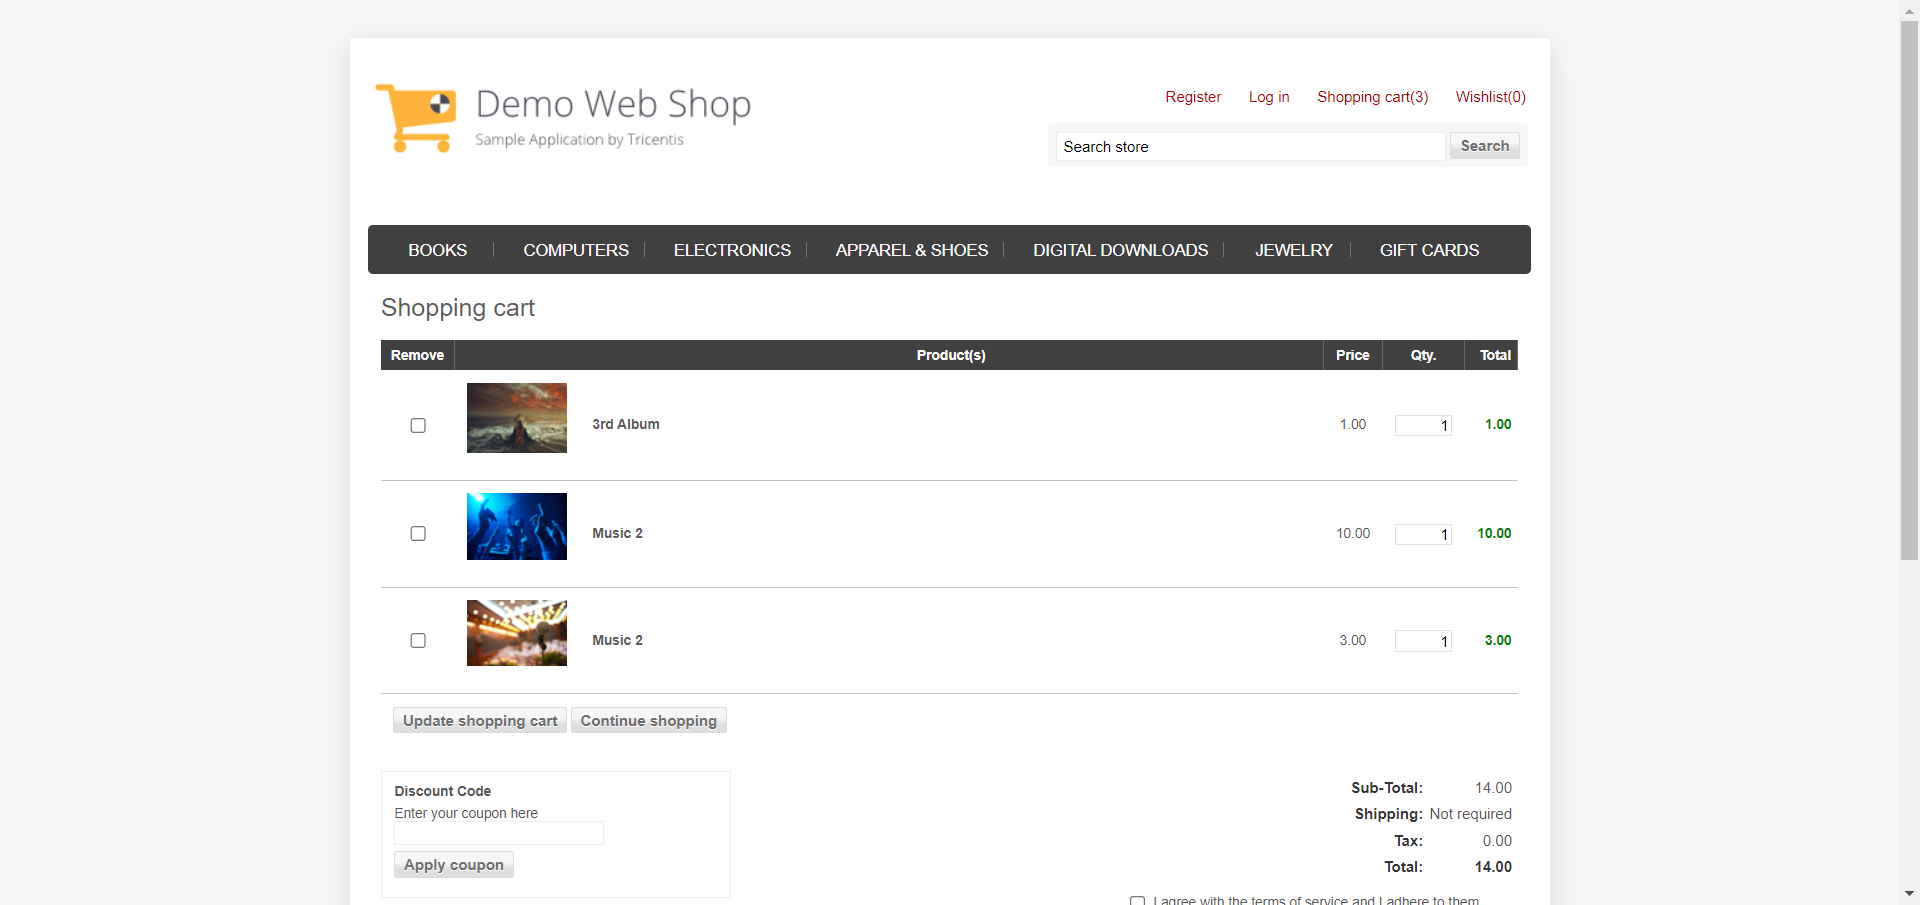 Demo Web Shop
Sample Application by Tricentis
Register Log in Shopping cart(3) Wishlist(0)
Search store Search
BOOKS COMPUTERS ELECTRONICS APPAREL & SHOES DIGITAL DOWNLOADS JEWELRY GIFT CARDS
Shopping cart
Remove Product(s) Price Qty. Total
3rd Album 1.00 1 1.00
Music 2 10.00 1 10.00
Music 2 3.00 1 3.00
Update shopping cart Continue shopping
Discount Code
Enter your coupon here
Apply coupon
Sub-Total: 14.00
Shipping: Not required
Tax: 0.00
Total: 14.00
I agree with the terms of service and I adhere to them